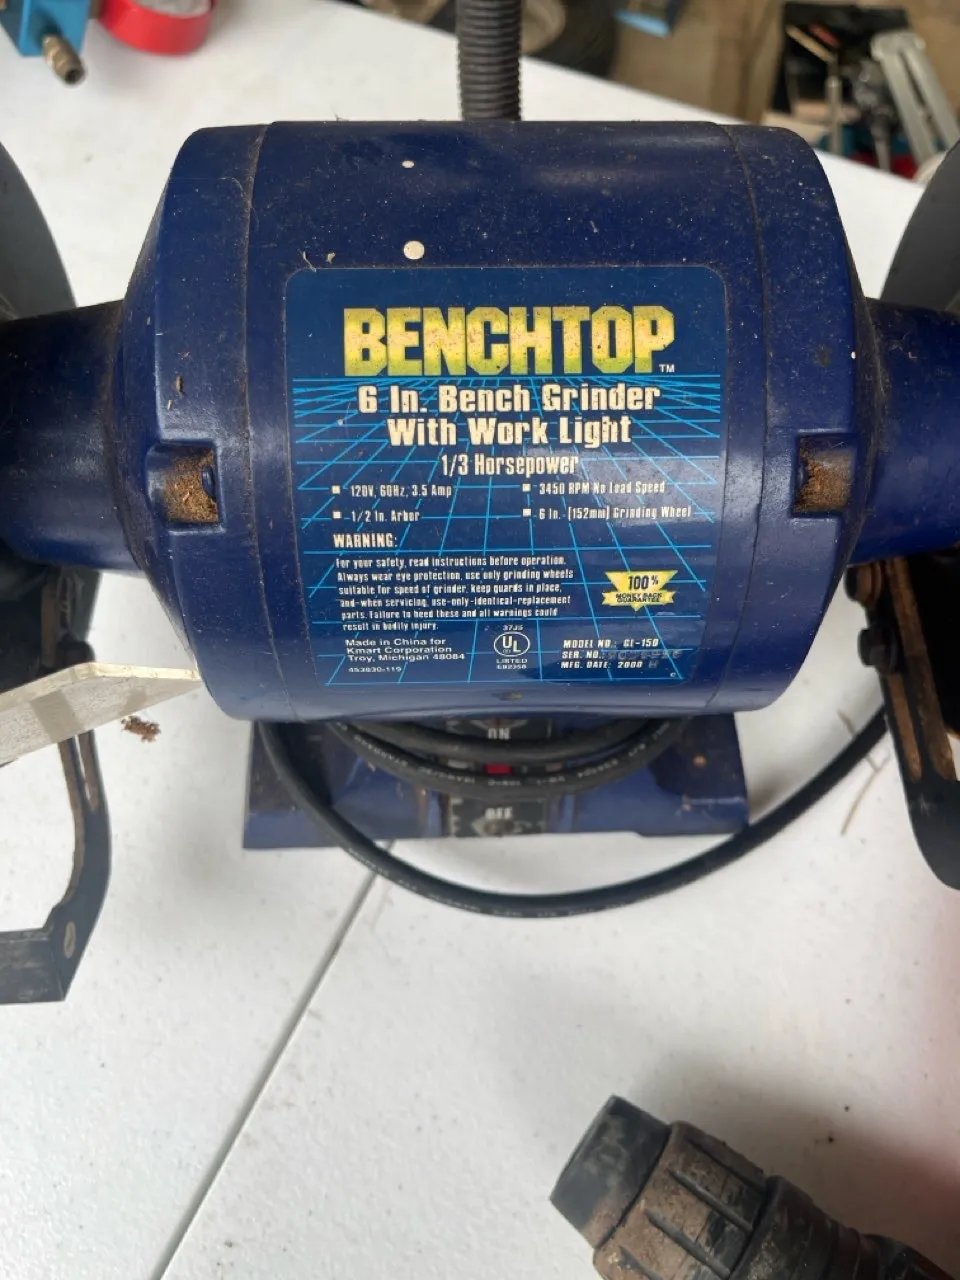 BENCHTOP™
6 In. Bench Grinder
With Work Light
1/3 Horsepower
120V, 60Hz, 3.5 Amp
3450 RPM No Load Speed
1/2 In. Arbor
6 In. (152mm) Grinding Wheel
WARNING:
For your safety, read instructions before operation.
Always wear eye protection, use only grinding wheels
suitable for speed of grinder, keep guards in place,
and when servicing, use only identical replacement
parts. Failure to heed these and all warnings could
result in bodily injury.
100%
MONEY BACK
GUARANTEE
Made in China for
Kmart Corporation
Troy, Michigan 48084
37J5
UL
LISTED
MODEL NO.: GL-150
SER. NO.:
MFG. DATE: 2000
ON
OFF